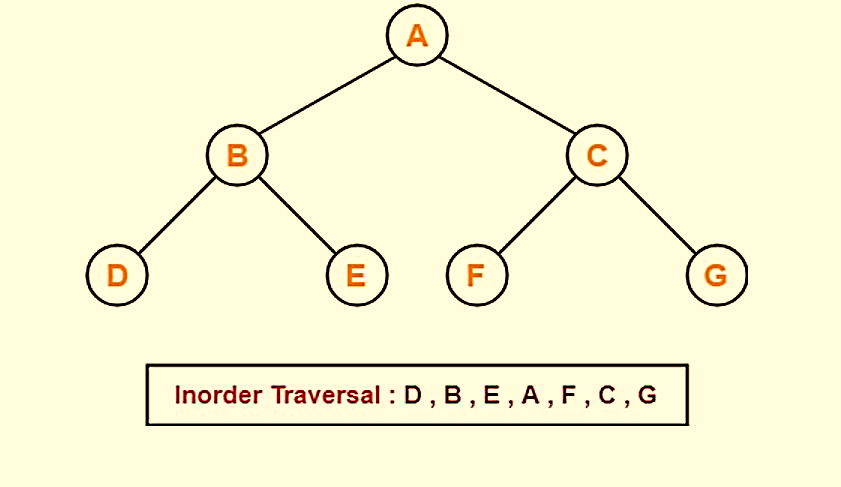 A
B
C
D
E
F
G
Inorder Traversal : D , B , E , A , F , C , G